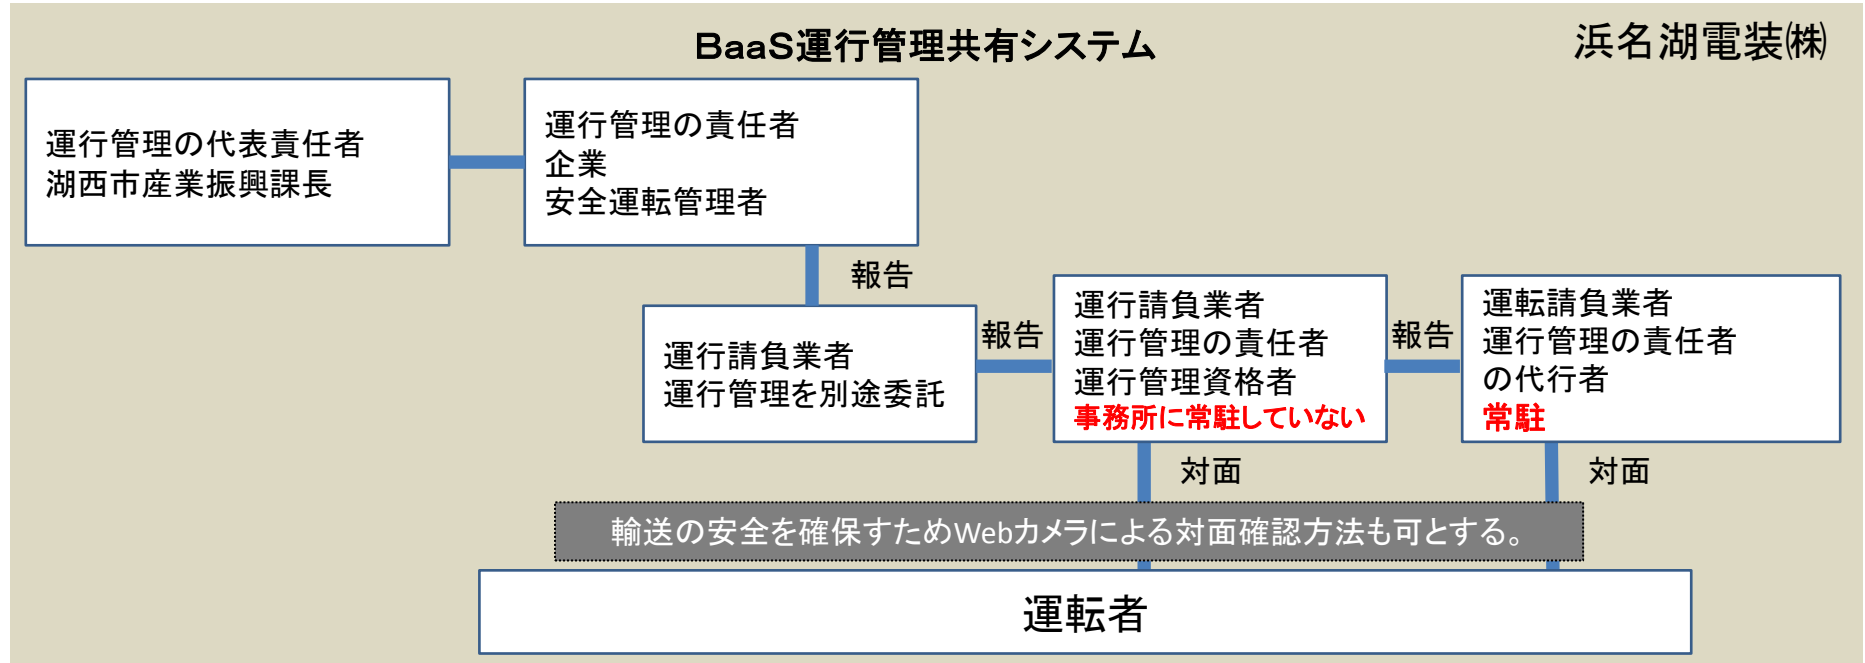 BaaS運行管理共有システム
浜名湖電装㈱
運行管理の代表責任者
湖西市産業振興課長
運行管理の責任者
企業
安全運転管理者
報告
運行請負業者
運行管理を別途委託
報告
運行請負業者
運行管理の責任者
運行管理資格者
事務所に常駐していない
報告
運転請負業者
運行管理の責任者
の代行者
常駐
対面
対面
輸送の安全を確保すためWebカメラによる対面確認方法も可とする。
運転者